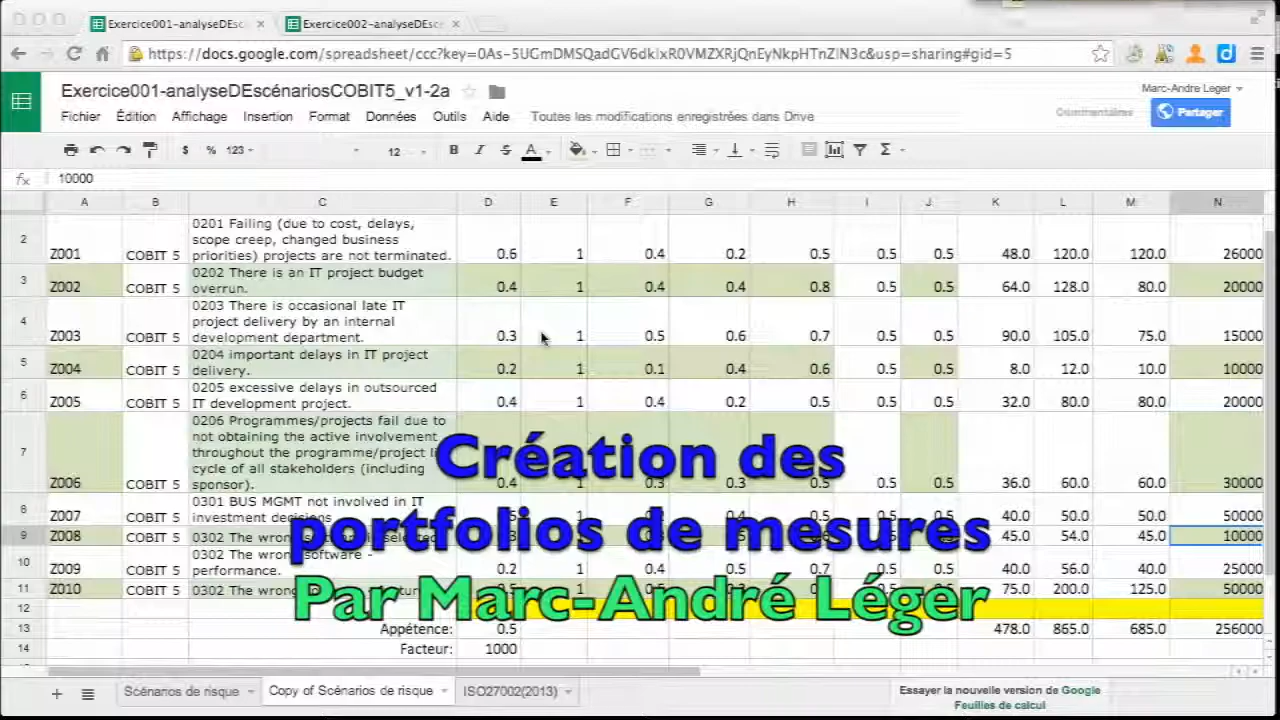 Exercice001-analyseDEsc
Exercice002-analyseDEsc
https://docs.google.com/spreadsheet/ccc?key=0As-5UGmDMSQadGV6dklxR0VMZXRjQnEyNkpHTnZIN3c&usp=sharing#gid=5
Exercice001-analyseDEscénariosCOBIT5_v1-2a
Marc-Andre Leger
Fichier Édition Affichage Insertion Format Données Outils Aide Toutes les modifications enregistrées dans Drive
Commentaires Partager
$ % 123 12 B I S A Σ
fx 10000
A B C D E F G H I J K L M N
2 Z001 COBIT 5 0201 Failing (due to cost, delays,
scope creep, changed business
priorities) projects are not terminated. 0.6 1 0.4 0.2 0.5 0.5 0.5 48.0 120.0 120.0 26000
3 Z002 COBIT 5 0202 There is an IT project budget
overrun. 0.4 1 0.4 0.4 0.8 0.5 0.5 64.0 128.0 80.0 20000
4 Z003 COBIT 5 0203 There is occasional late IT
project delivery by an internal
development department. 0.3 1 0.5 0.6 0.7 0.5 0.5 90.0 105.0 75.0 15000
5 Z004 COBIT 5 0204 important delays in IT project
delivery. 0.2 1 0.1 0.4 0.6 0.5 0.5 8.0 12.0 10.0 10000
6 Z005 COBIT 5 0205 excessive delays in outsourced
IT development project. 0.4 1 0.4 0.2 0.5 0.5 0.5 32.0 80.0 80.0 20000
7 Z006 COBIT 5 0206 Programmes/projects fail due to
not obtaining the active involvement
throughout the programme/project
cycle of all stakeholders (including
sponsor). 0.4 1 0.3 0.3 0.5 0.5 0.5 36.0 60.0 60.0 30000
8 Z007 COBIT 5 0301 BUS MGMT not involved in IT
investment decisions 1 0.4 0.5 0.5 0.5 40.0 50.0 50.0 50000
9 Z008 COBIT 5 0302 The wrong 45.0 54.0 45.0 10000
10 Z009 COBIT 5 0302 The wrong software -
performance. 0.2 1 0.4 0.5 0.7 0.5 0.5 40.0 56.0 40.0 25000
11 Z010 COBIT 5 0302 The wrong 75.0 200.0 125.0 50000
12
13 Appétence: 0.5 478.0 865.0 685.0 256000
14 Facteur: 1000
Création des
portfolios de mesures
Par Marc-André Léger
Scénarios de risque Copy of Scénarios de risque ISO27002(2013)
Essayer la nouvelle version de Google
Feuilles de calcul